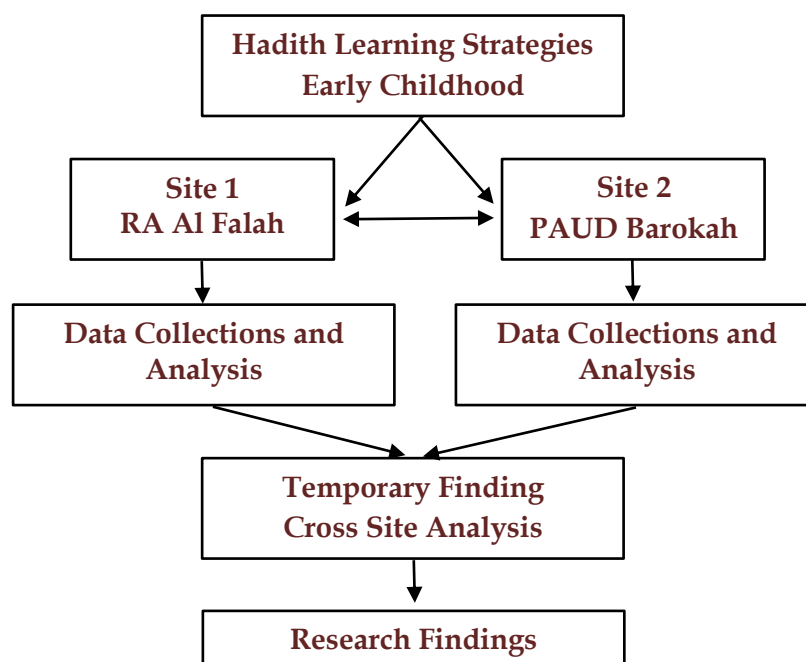 Hadith Learning Strategies
Early Childhood
Site 1
RA Al Falah
Site 2
PAUD Barokah
Data Collections and
Analysis
Data Collections and
Analysis
Temporary Finding
Cross Site Analysis
Research Findings